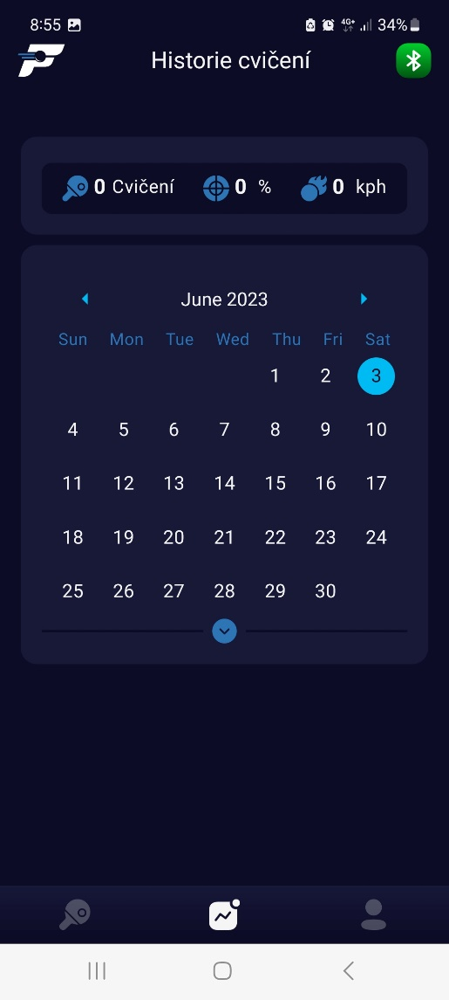 8:55 4G+ 34%
Historie cvičení
0 Cvičení 0 % 0 kph
June 2023
Sun Mon Tue Wed Thu Fri Sat
1 2 3
4 5 6 7 8 9 10
11 12 13 14 15 16 17
18 19 20 21 22 23 24
25 26 27 28 29 30